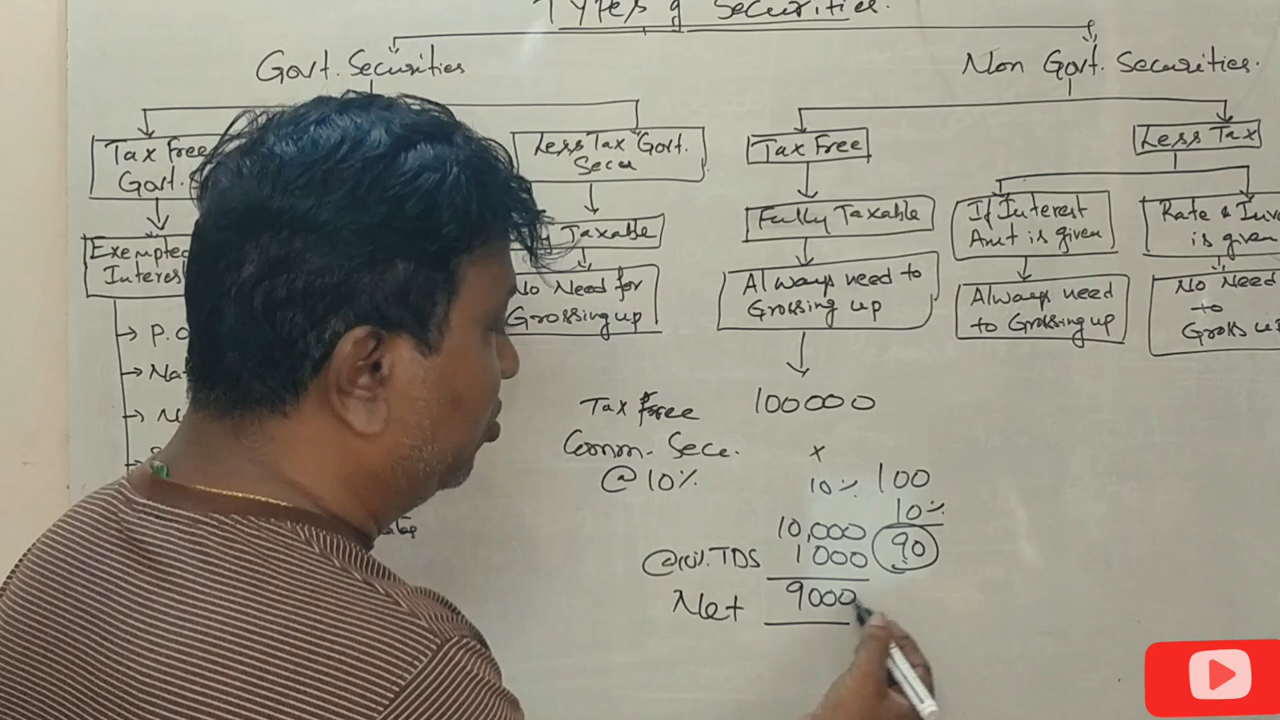 Types of Securities.
Govt. Securities
Non Govt. Securities.
Tax Free
Govt.
Less Tax Govt.
Secu
Tax Free
Less Tax
Exempted
Interest
Taxable
No Need for
Grossing up
Fully Taxable
Always need to
Grossing up
If Interest
Amt is given
Always need
to Grossing up
Rate & Inv
is given
No Need
to
Gross up
P.O
Tax Free 100000
Comm. Secu. x
@10% 10% 100
10%
10,000 90
@10% TDS 1000
Net 9000